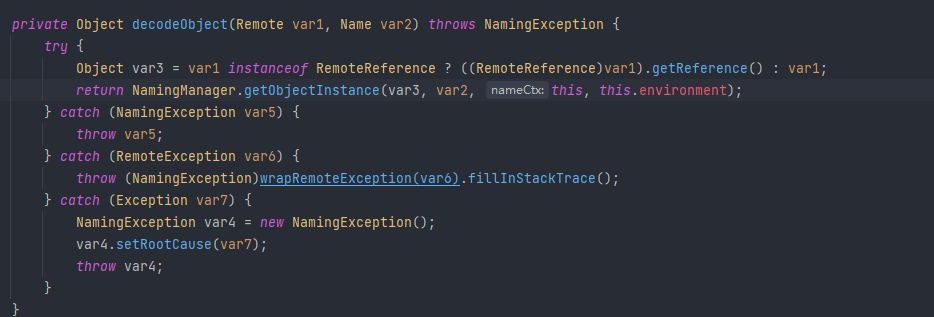 private Object decodeObject(Remote var1, Name var2) throws NamingException {
try {
Object var3 = var1 instanceof RemoteReference ? ((RemoteReference)var1).getReference() : var1;
return NamingManager.getObjectInstance(var3, var2, nameCtx: this, this.environment);
} catch (NamingException var5) {
throw var5;
} catch (RemoteException var6) {
throw (NamingException)wrapRemoteException(var6).fillInStackTrace();
} catch (Exception var7) {
NamingException var4 = new NamingException();
var4.setRootCause(var7);
throw var4;
}
}